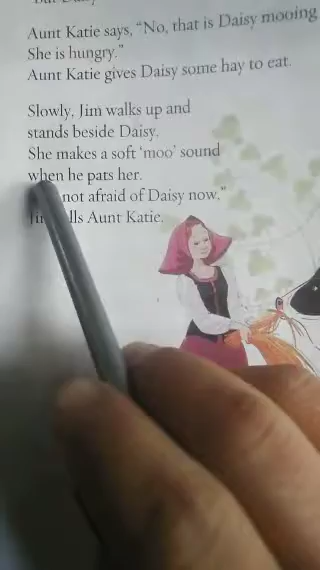 Aunt Katie says, “No, that is Daisy mooing
She is hungry.”
Aunt Katie gives Daisy some hay to eat.
Slowly, Jim walks up and
stands beside Daisy.
She makes a soft ‘moo’ sound
when he pats her.
not afraid of Daisy now,”
Aunt Katie.